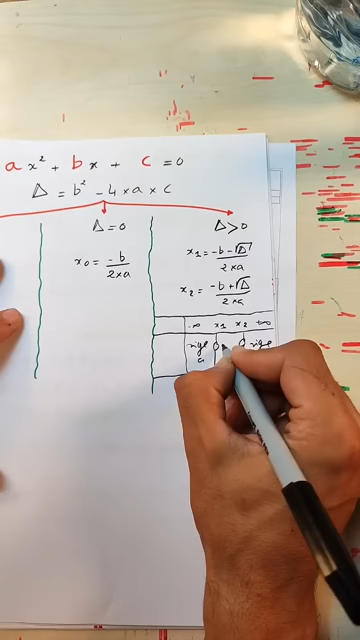 a x² + b x + c = 0
Δ = b² - 4 × a × c
Δ = 0
x0 = -b / 2×a
Δ > 0
x1 = -b - √Δ / 2×a
x2 = -b + √Δ / 2×a
-∞ x1 x2 +∞
signe a 0 0 signe